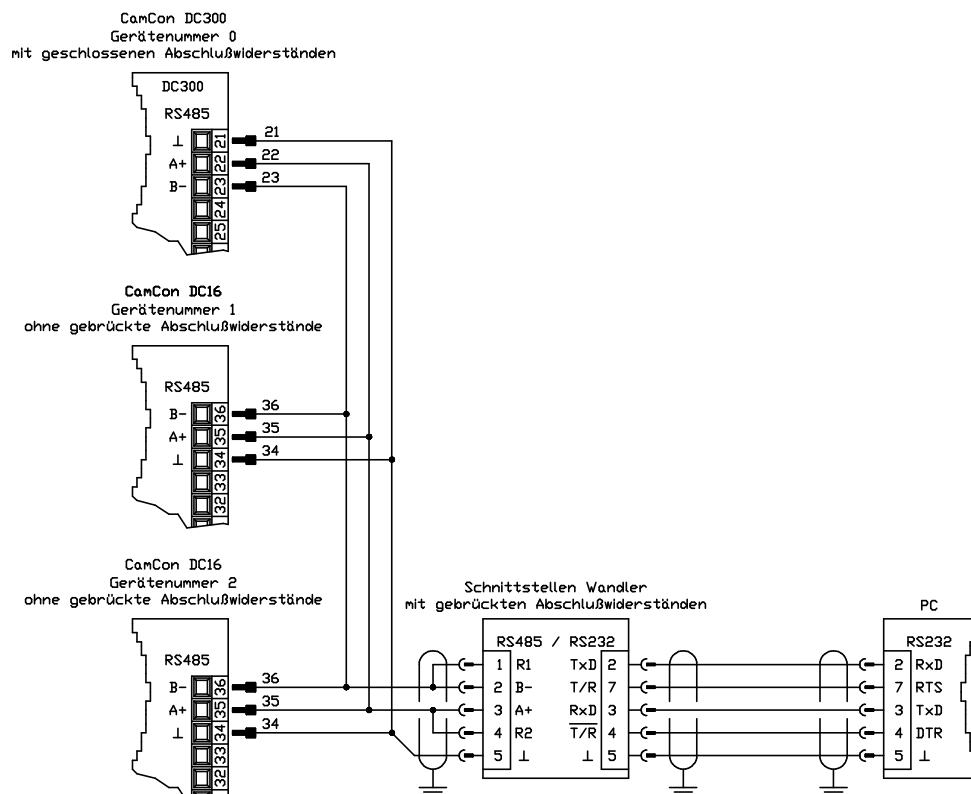 CamCon DC300
Gerätenummer 0
mit geschlossenen Abschlußwiderständen
DC300
RS485
⊥ 21 21
A+ 22 22
B- 23 23
24
25
CamCon DC16
Gerätenummer 1
ohne gebrückte Abschlußwiderstände
RS485
B- 36 36
A+ 35 35
⊥ 34 34
33
32
CamCon DC16
Gerätenummer 2
ohne gebrückte Abschlußwiderstände
RS485
B- 36 36
A+ 35 35
⊥ 34 34
33
32
Schnittstellen Wandler
mit gebrückten Abschlußwiderständen
RS485 / RS232
1 R1 TxD 2
2 B- T/R 7
3 A+ RxD 3
4 R2 T/R 4
5 ⊥ ⊥ 5
PC
RS232
2 RxD
7 RTS
3 TxD
4 DTR
5 ⊥